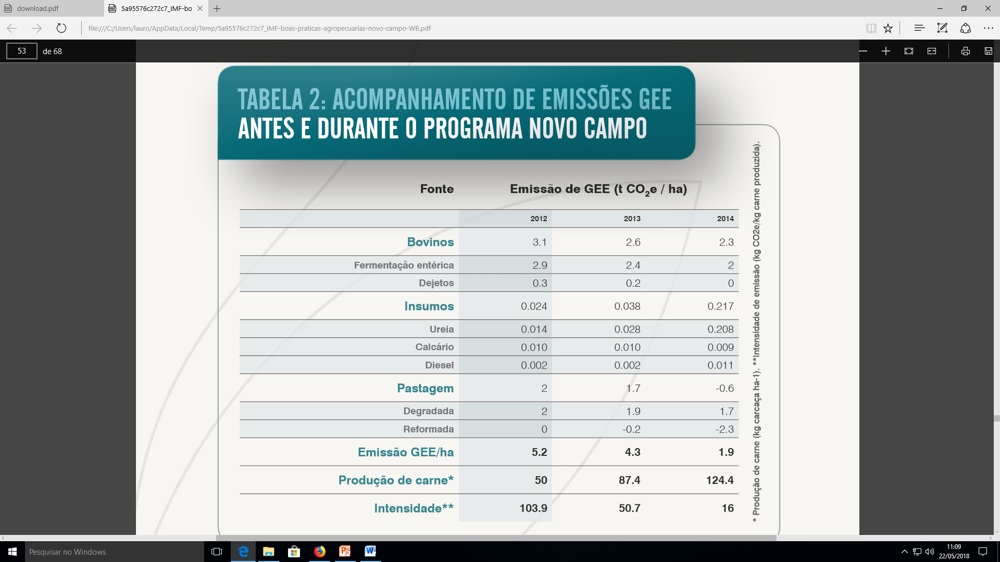 download.pdf
5a95576c272c7_IMF-bo
file:///C:/Users/lauro/AppData/Local/Temp/5a95576c272c7_IMF-boas-praticas-agropecuarias-novo-campo-WB.pdf
53 de 68
TABELA 2: ACOMPANHAMENTO DE EMISSÕES GEE
ANTES E DURANTE O PROGRAMA NOVO CAMPO
Fonte Emissão de GEE (t CO2e / ha)
2012 2013 2014
Bovinos 3.1 2.6 2.3
Fermentação entérica 2.9 2.4 2
Dejetos 0.3 0.2 0
Insumos 0.024 0.038 0.217
Ureia 0.014 0.028 0.208
Calcário 0.010 0.010 0.009
Diesel 0.002 0.002 0.011
Pastagem 2 1.7 -0.6
Degradada 2 1.9 1.7
Reformada 0 -0.2 -2.3
Emissão GEE/ha 5.2 4.3 1.9
Produção de carne* 50 87.4 124.4
Intensidade** 103.9 50.7 16
* Produção de carne (kg carcaça ha-1). **Intensidade de emissão (kg CO2e/kg carne produzida).
Pesquisar no Windows
11:09
22/05/2018